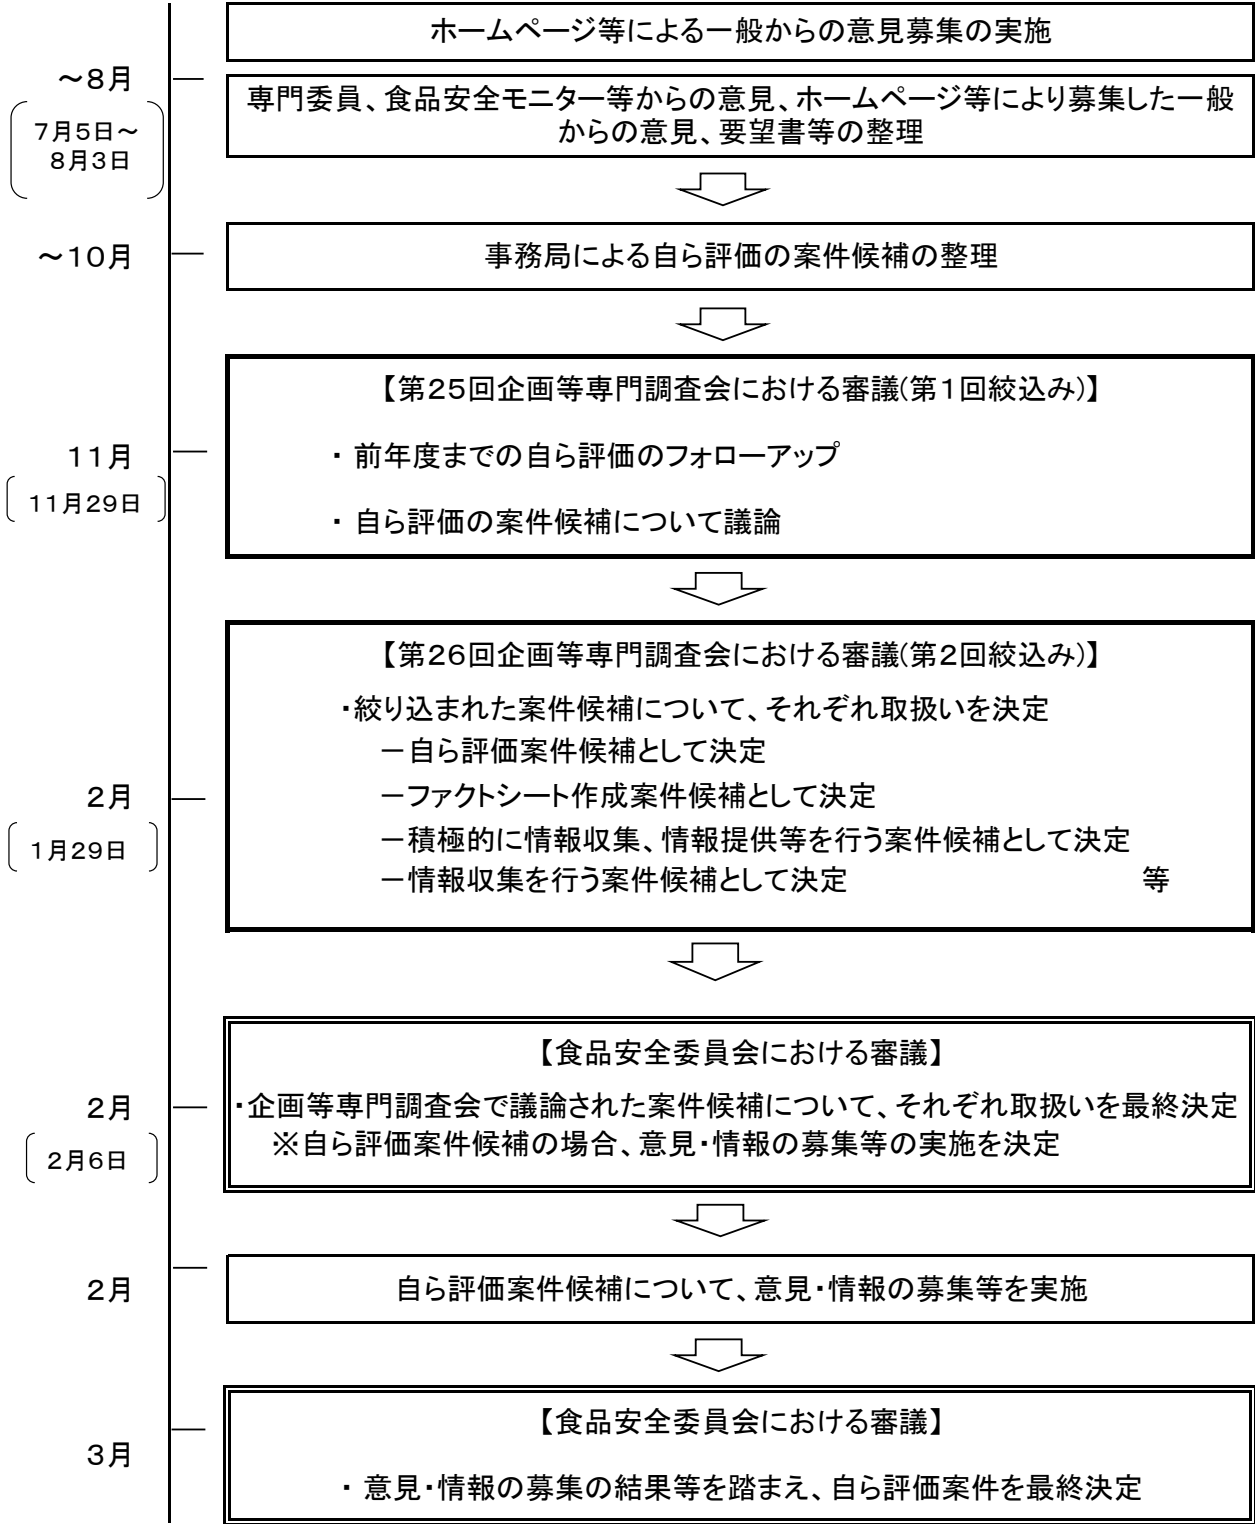 ホームページ等による一般からの意見募集の実施
～８月
７月５日～
８月３日
専門委員、食品安全モニター等からの意見、ホームページ等により募集した一般
からの意見、要望書等の整理
～１０月
事務局による自ら評価の案件候補の整理
【第２５回企画等専門調査会における審議(第１回絞込み)】
１１月
１１月２９日
・ 前年度までの自ら評価のフォローアップ
・ 自ら評価の案件候補について議論
【第２６回企画等専門調査会における審議(第２回絞込み)】
・絞り込まれた案件候補について、それぞれ取扱いを決定
－自ら評価案件候補として決定
２月
１月２９日
－ファクトシート作成案件候補として決定
－積極的に情報収集、情報提供等を行う案件候補として決定
－情報収集を行う案件候補として決定 等
【食品安全委員会における審議】
２月
２月６日
・企画等専門調査会で議論された案件候補について、それぞれ取扱いを最終決定
※自ら評価案件候補の場合、意見・情報の募集等の実施を決定
２月
自ら評価案件候補について、意見・情報の募集等を実施
【食品安全委員会における審議】
３月
・ 意見・情報の募集の結果等を踏まえ、自ら評価案件を最終決定